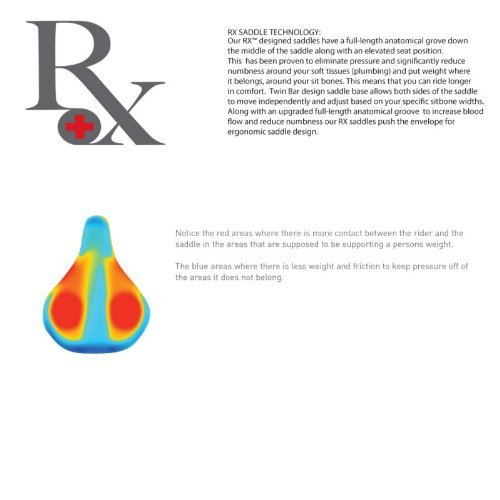 Rx
RX SADDLE TECHNOLOGY:
Our RX™ designed saddles have a full-length anatomical grove down
the middle of the saddle along with an elevated seat position.
This has been proven to eliminate pressure and significantly reduce
numbness around your soft tissues (plumbing) and put weight where
it belongs, around your sit bones. This means that you can ride longer
in comfort. Twin Bar design saddle base allows both sides of the saddle
to move independently and adjust based on your specific sitbone widths.
Along with an upgraded full-length anatomical groove to increase blood
flow and reduce numbness our RX saddles push the envelope for
ergonomic saddle design.
Notice the red areas where there is more contact between the rider and the
saddle in the areas that are supposed to be supporting a persons weight.
The blue areas where there is less weight and friction to keep pressure off of
the areas it does not belong.